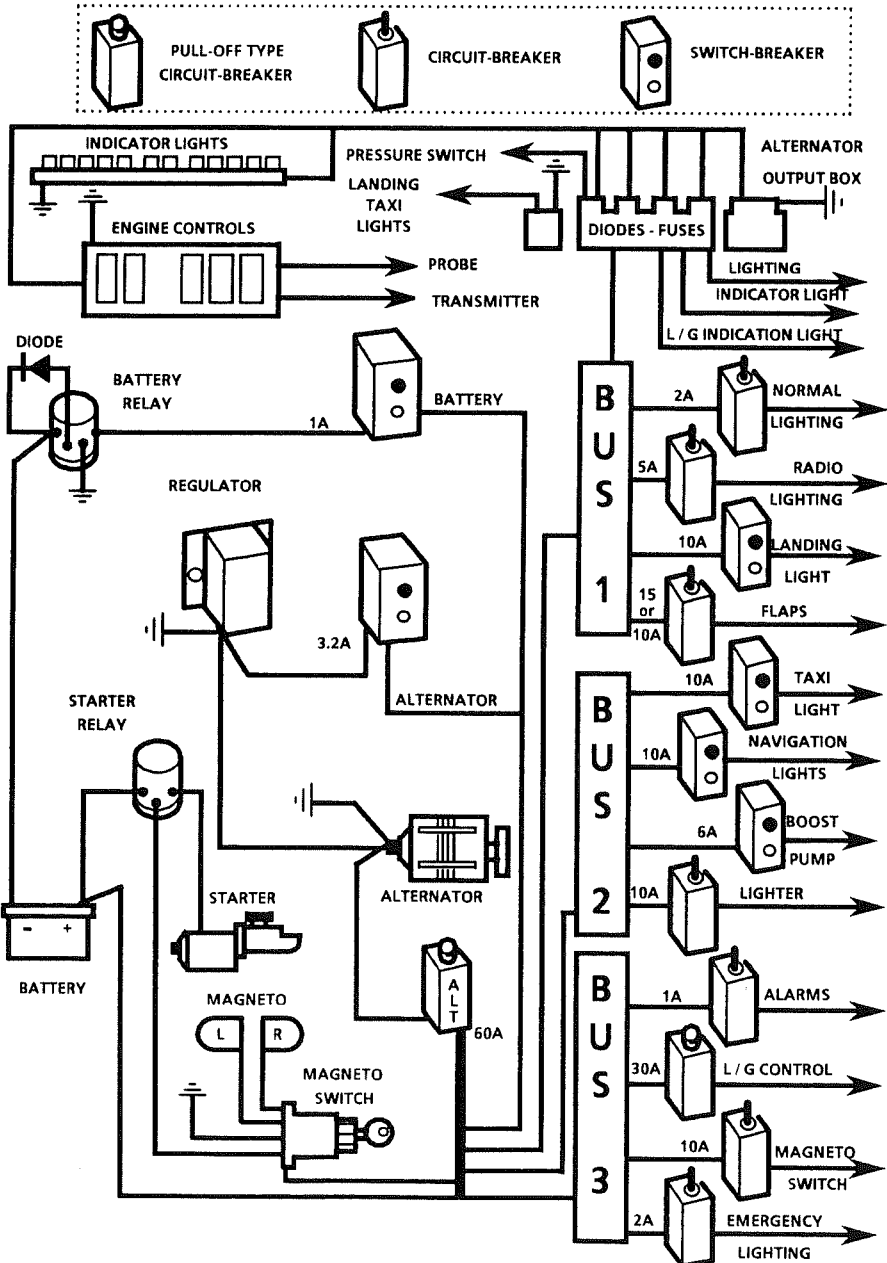 PULL-OFF TYPE
CIRCUIT-BREAKER
CIRCUIT-BREAKER
SWITCH-BREAKER
INDICATOR LIGHTS
PRESSURE SWITCH
ALTERNATOR
OUTPUT BOX
LANDING
TAXI
LIGHTS
ENGINE CONTROLS
DIODES - FUSES
PROBE
TRANSMITTER
LIGHTING
INDICATOR LIGHT
L / G INDICATION LIGHT
DIODE
BATTERY
RELAY
1A
BATTERY
BUS 1
2A
NORMAL
LIGHTING
5A
RADIO
LIGHTING
10A
LANDING
LIGHT
15
or
10A
FLAPS
REGULATOR
3.2A
ALTERNATOR
STARTER
RELAY
BUS 2
10A
TAXI
LIGHT
10A
NAVIGATION
LIGHTS
6A
BOOST
PUMP
10A
LIGHTER
ALTERNATOR
STARTER
- +
BATTERY
ALT
60A
MAGNETO
L R
MAGNETO
SWITCH
BUS 3
1A
ALARMS
30A
L / G CONTROL
10A
MAGNETO
SWITCH
2A
EMERGENCY
LIGHTING